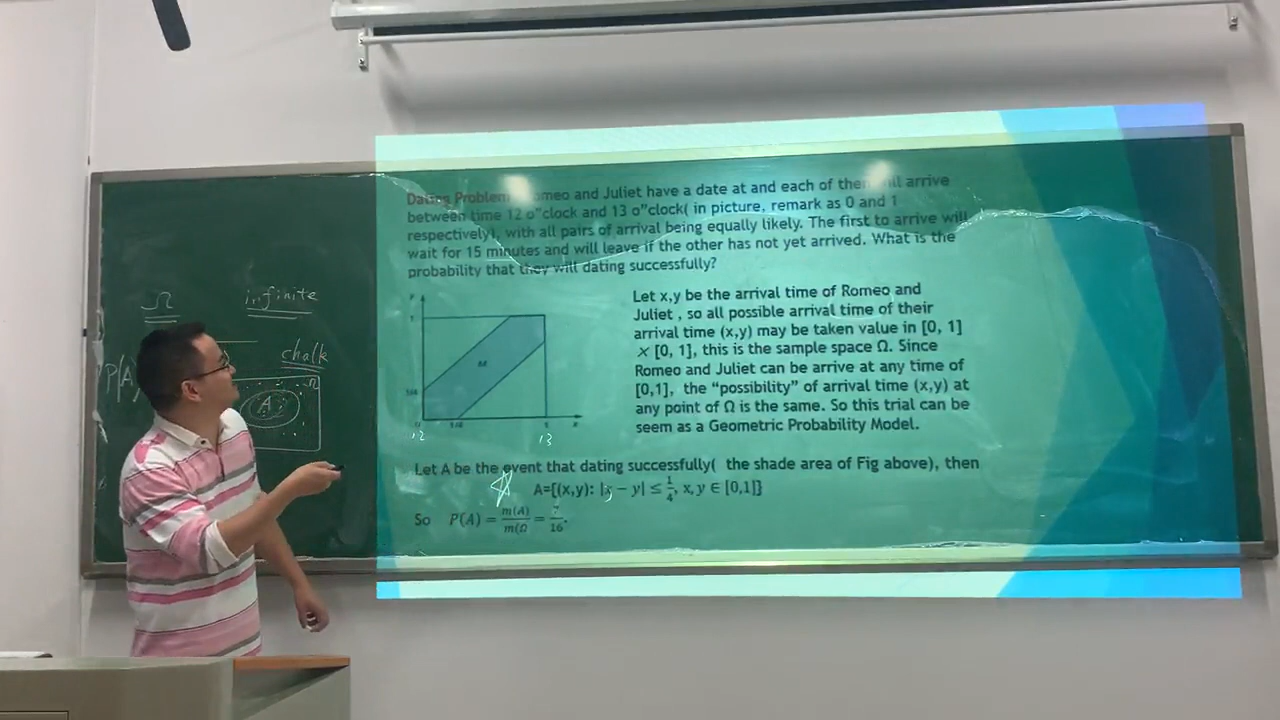 Ω infinite
chalk
P(A)
Ω
A
Dating Problem Romeo and Juliet have a date at and each of them will arrive
between time 12 o"clock and 13 o"clock( in picture, remark as 0 and 1
respectively), with all pairs of arrival being equally likely. The first to arrive will
wait for 15 minutes and will leave if the other has not yet arrived. What is the
probability that they will dating successfully?
Let x,y be the arrival time of Romeo and
Juliet , so all possible arrival time of their
arrival time (x,y) may be taken value in [0, 1]
× [0, 1], this is the sample space Ω. Since
Romeo and Juliet can be arrive at any time of
[0,1], the “possibility” of arrival time (x,y) at
any point of Ω is the same. So this trial can be
seem as a Geometric Probability Model.
y
1
M
1/4
0 1/4 1 x
12 13
Let A be the event that dating successfully( the shade area of Fig above), then
A={(x,y): |x − y| ≤ 1/4, x, y ∈ [0,1]}
So P(A) = m(A)/m(Ω = 7/16.